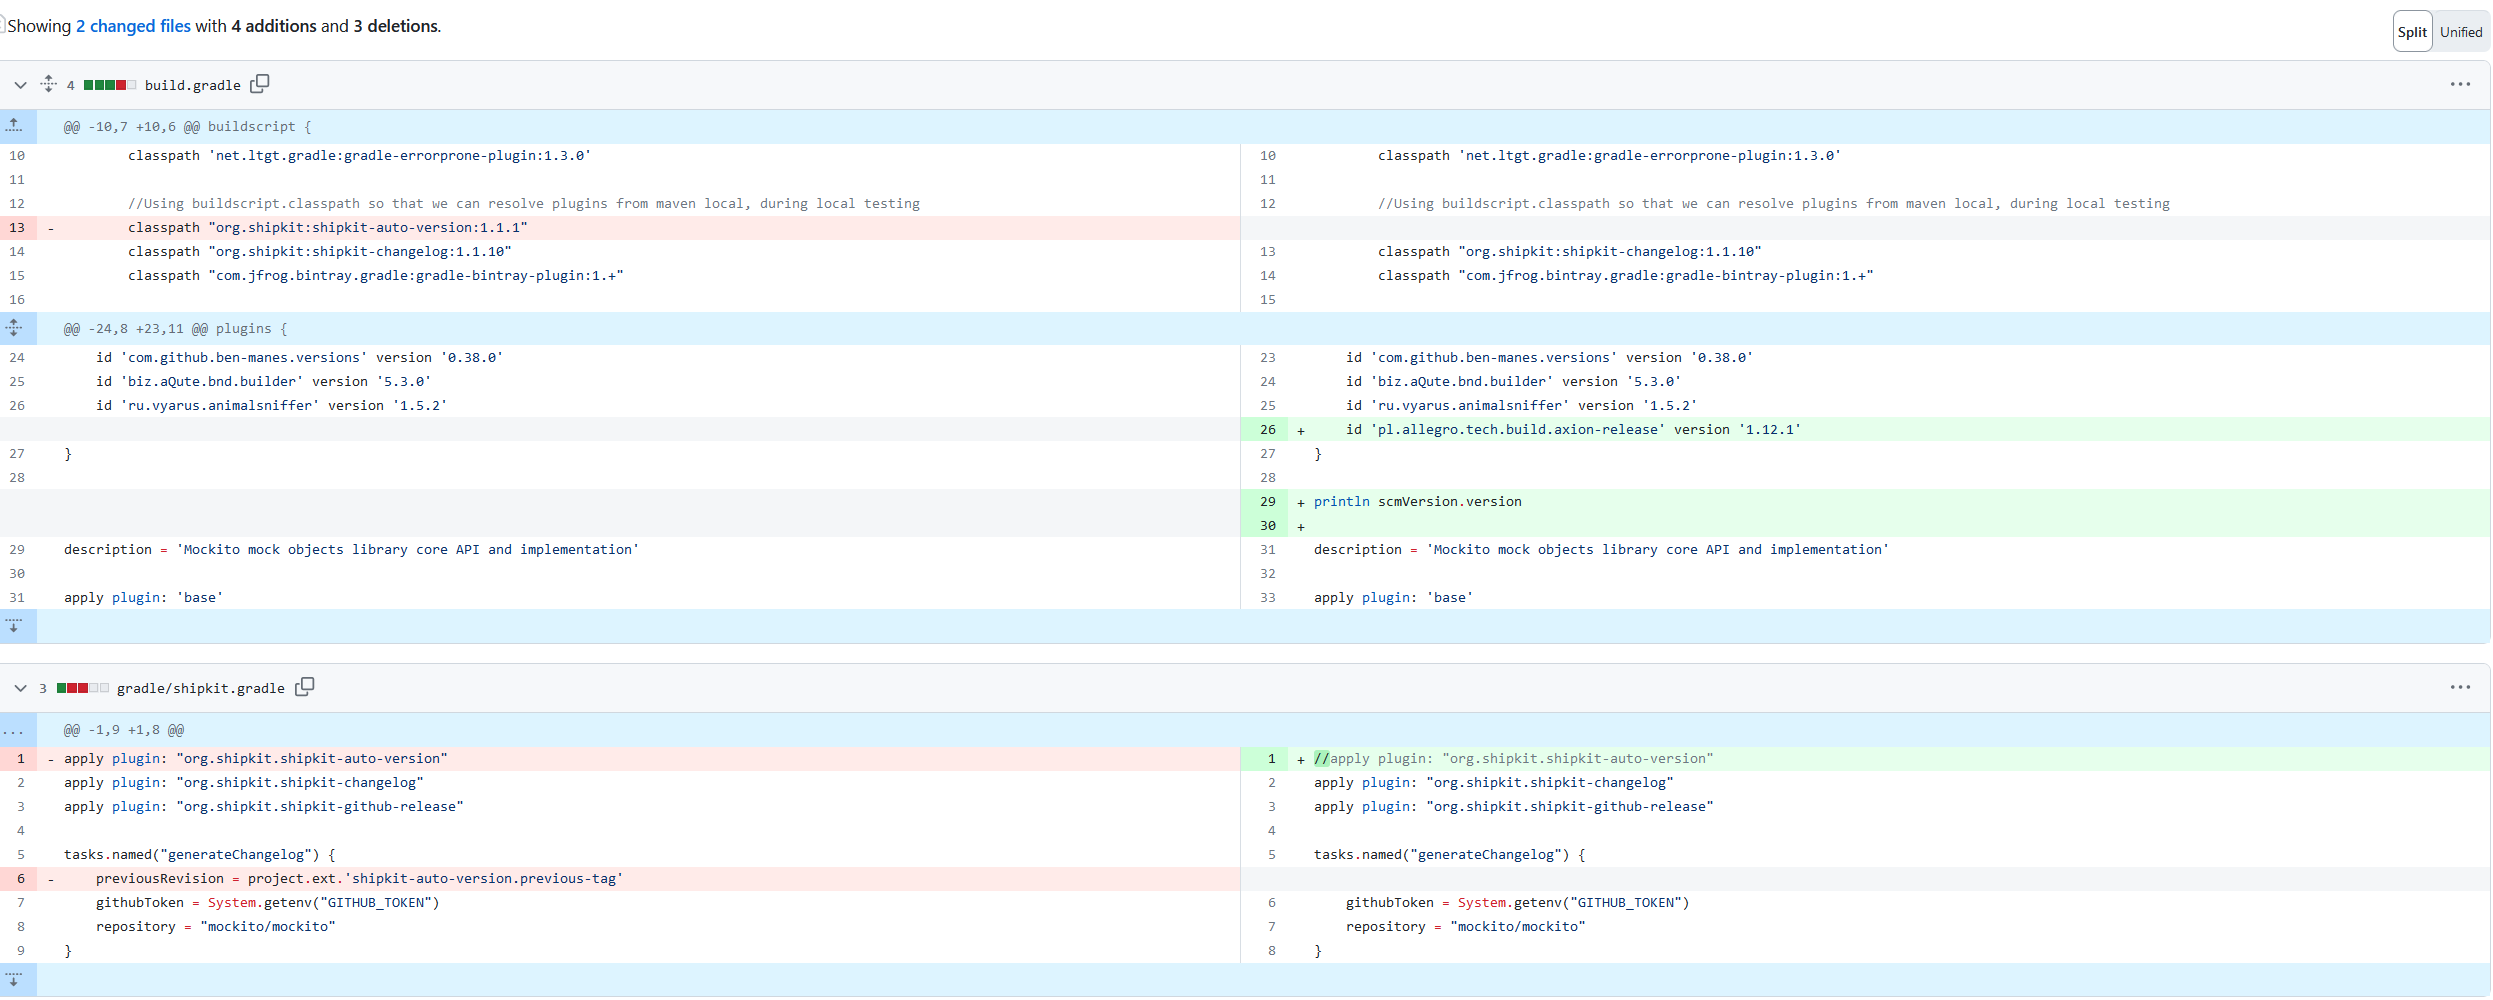 Showing 2 changed files with 4 additions and 3 deletions.
Split Unified
4 build.gradle
@@ -10,7 +10,6 @@ buildscript {
10         classpath 'net.ltgt.gradle:gradle-errorprone-plugin:1.3.0'
11
12         //Using buildscript.classpath so that we can resolve plugins from maven local, during local testing
13 -       classpath "org.shipkit:shipkit-auto-version:1.1.1"
14         classpath "org.shipkit:shipkit-changelog:1.1.10"
15         classpath "com.jfrog.bintray.gradle:gradle-bintray-plugin:1.+"
16
10         classpath 'net.ltgt.gradle:gradle-errorprone-plugin:1.3.0'
11
12         //Using buildscript.classpath so that we can resolve plugins from maven local, during local testing
13         classpath "org.shipkit:shipkit-changelog:1.1.10"
14         classpath "com.jfrog.bintray.gradle:gradle-bintray-plugin:1.+"
15
@@ -24,8 +23,11 @@ plugins {
24     id 'com.github.ben-manes.versions' version '0.38.0'
25     id 'biz.aQute.bnd.builder' version '5.3.0'
26     id 'ru.vyarus.animalsniffer' version '1.5.2'
27 }
28
29 description = 'Mockito mock objects library core API and implementation'
30
31 apply plugin: 'base'
23     id 'com.github.ben-manes.versions' version '0.38.0'
24     id 'biz.aQute.bnd.builder' version '5.3.0'
25     id 'ru.vyarus.animalsniffer' version '1.5.2'
26 +   id 'pl.allegro.tech.build.axion-release' version '1.12.1'
27 }
28
29 + println scmVersion.version
30 +
31 description = 'Mockito mock objects library core API and implementation'
32
33 apply plugin: 'base'
3 gradle/shipkit.gradle
@@ -1,9 +1,8 @@
1 - apply plugin: "org.shipkit.shipkit-auto-version"
2 apply plugin: "org.shipkit.shipkit-changelog"
3 apply plugin: "org.shipkit.shipkit-github-release"
4
5 tasks.named("generateChangelog") {
6 -   previousRevision = project.ext.'shipkit-auto-version.previous-tag'
7     githubToken = System.getenv("GITHUB_TOKEN")
8     repository = "mockito/mockito"
9 }
1 + //apply plugin: "org.shipkit.shipkit-auto-version"
2 apply plugin: "org.shipkit.shipkit-changelog"
3 apply plugin: "org.shipkit.shipkit-github-release"
4
5 tasks.named("generateChangelog") {
6     githubToken = System.getenv("GITHUB_TOKEN")
7     repository = "mockito/mockito"
8 }